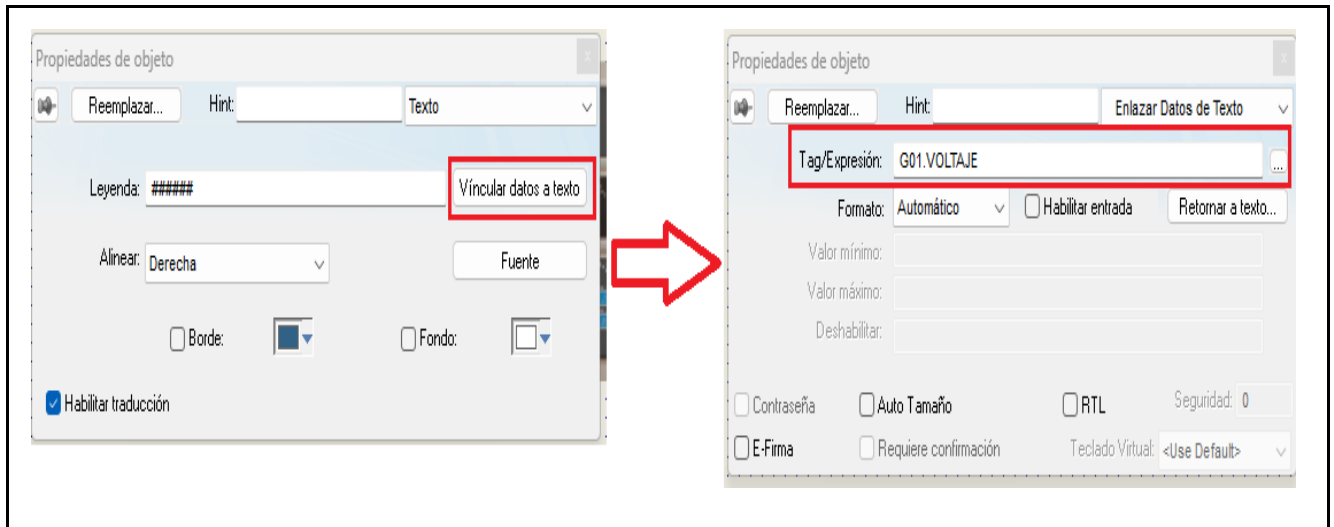 Propiedades de objeto
x
Reemplazar... Hint: Texto
Leyenda: ###### Víncular datos a texto
Alinear: Derecha Fuente
Borde: Fondo:
Habilitar traducción
Propiedades de objeto
x
Reemplazar... Hint: Enlazar Datos de Texto
Tag/Expresión: G01.VOLTAJE ...
Formato: Automático Habilitar entrada Retornar a texto...
Valor mínimo:
Valor máximo:
Deshabilitar:
Contraseña Auto Tamaño RTL Seguridad: 0
E-Firma Requiere confirmación Teclado Virtual: <Use Default>